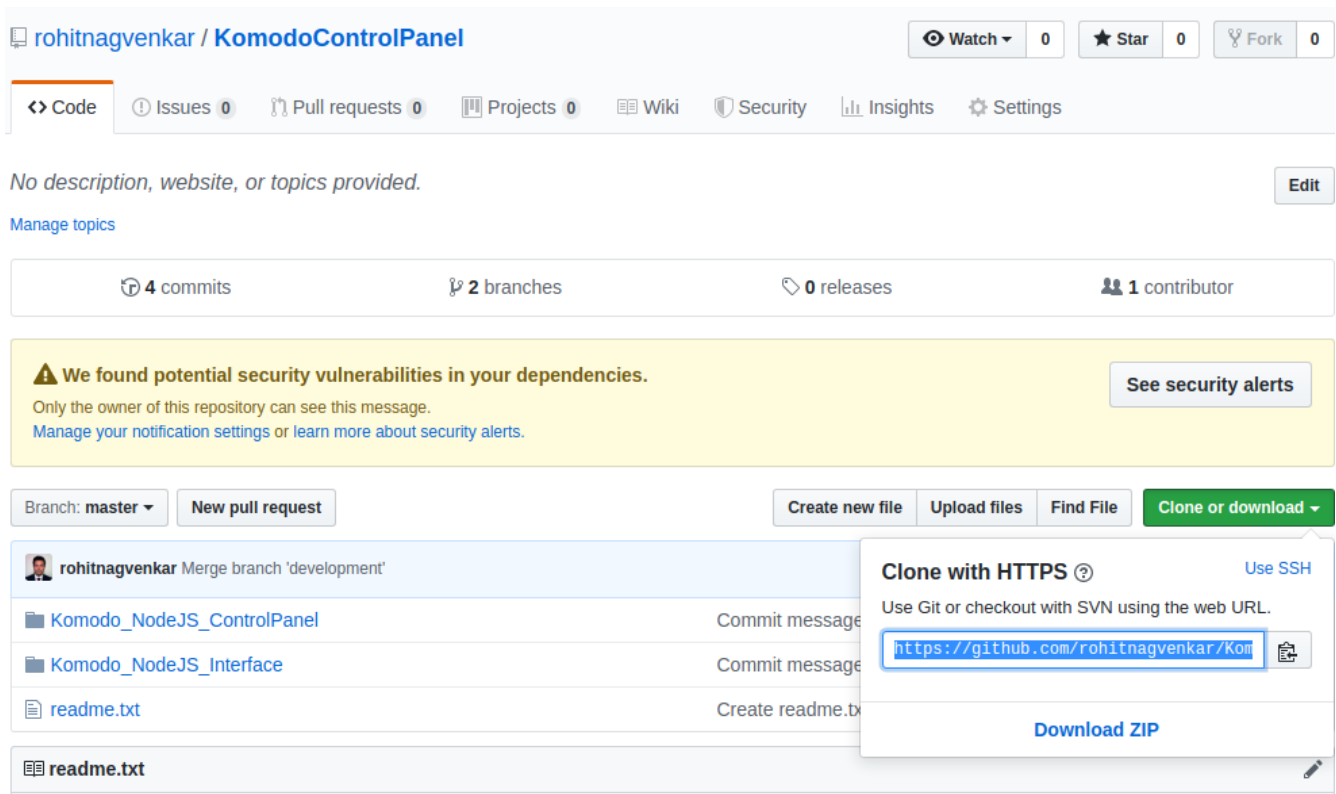 rohitnagvenkar / KomodoControlPanel
Watch 0 Star 0 Fork 0
Code Issues 0 Pull requests 0 Projects 0 Wiki Security Insights Settings
No description, website, or topics provided.
Edit
Manage topics
4 commits 2 branches 0 releases 1 contributor
We found potential security vulnerabilities in your dependencies.
See security alerts
Only the owner of this repository can see this message.
Manage your notification settings or learn more about security alerts.
Branch: master New pull request Create new file Upload files Find File Clone or download
rohitnagvenkar Merge branch 'development'
Komodo_NodeJS_ControlPanel Commit message
Komodo_NodeJS_Interface Commit message
readme.txt Create readme.tx
Clone with HTTPS Use SSH
Use Git or checkout with SVN using the web URL.
https://github.com/rohitnagvenkar/Kom
Download ZIP
readme.txt